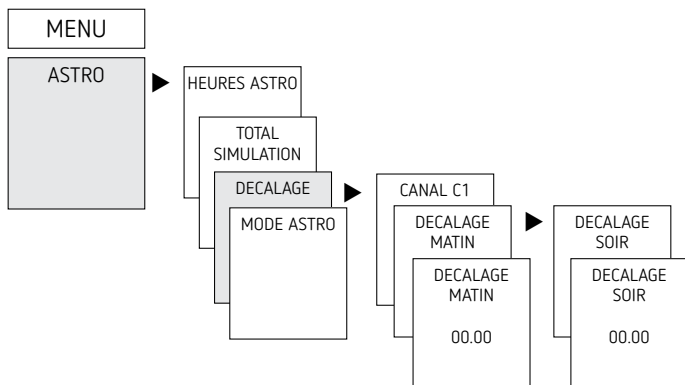 MENU
ASTRO
HEURES ASTRO
TOTAL
SIMULATION
DECALAGE
MODE ASTRO
CANAL C1
DECALAGE
MATIN
DECALAGE
MATIN
00.00
DECALAGE
SOIR
DECALAGE
SOIR
00.00